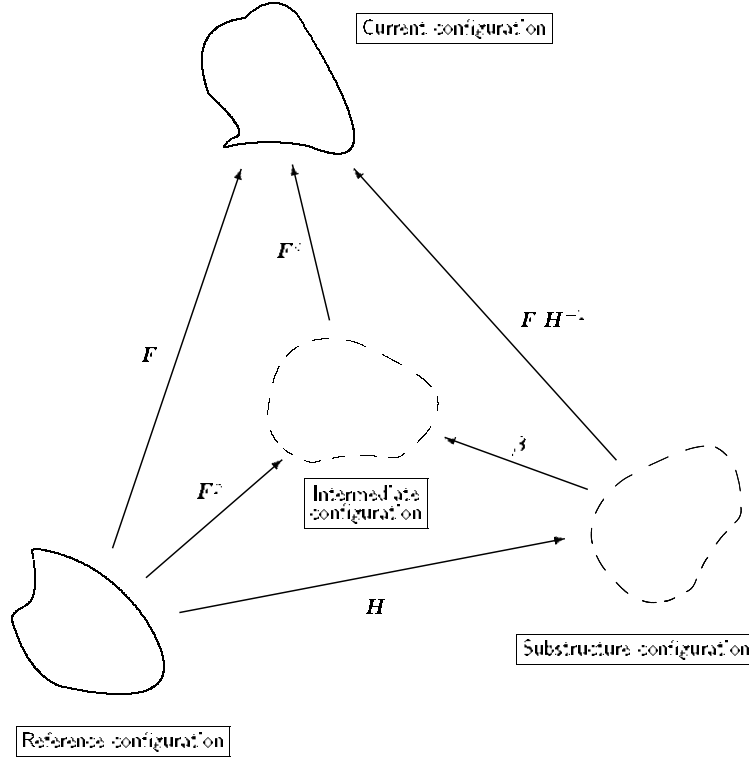 Current configuration
F^e
F H^{-1}
F
β
F^p
Intermediate
configuration
H
Substructure configuration
Reference configuration